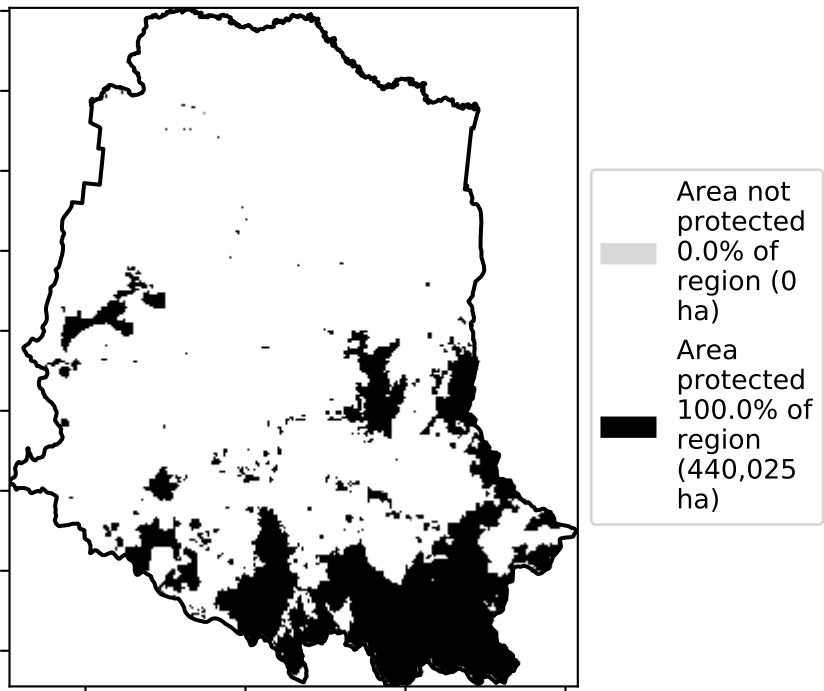 Area not
protected
0.0% of
region (0
ha)
Area
protected
100.0% of
region
(440,025
ha)